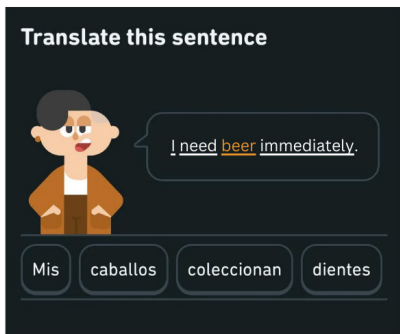 Translate this sentence
I need beer immediately.
Mis caballos coleccionan dientes